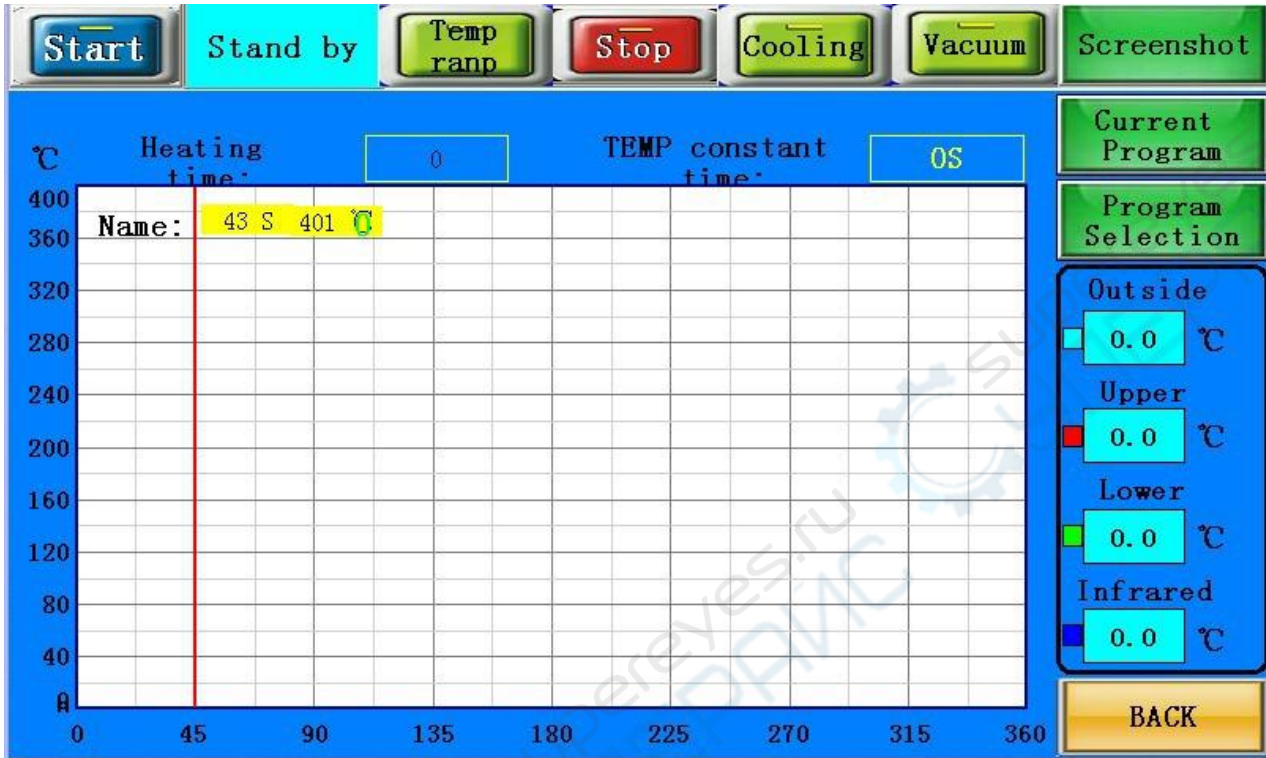 Start
Stand by
Temp
ranp
Stop
Cooling
Vacuum
Screenshot
Current
Program
℃
Heating
time:
0
TEMP constant
time:
0S
Program
Selection
400
Name:
43 S
401 ℃
360
320
280
240
200
160
120
80
40
0
0
45
90
135
180
225
270
315
360
Outside
0.0
℃
Upper
0.0
℃
Lower
0.0
℃
Infrared
0.0
℃
BACK